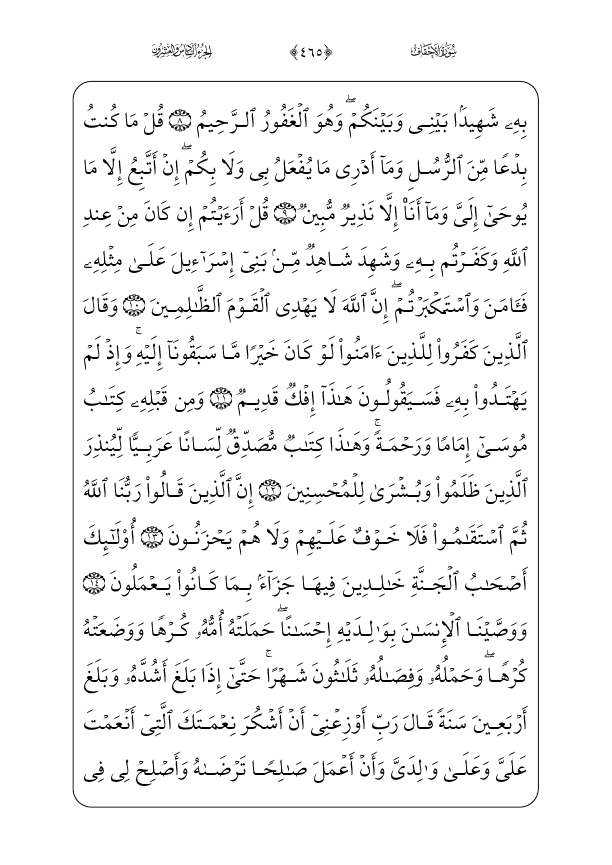 سُورَةُ الأَحْقَافِ ﴿٤٦٥﴾ الجُزْءُ السَّادِسُ وَالعِشْرُونَ
بِهِۦ شَهِيدَۢا بَيْنِى وَبَيْنَكُمْۖ وَهُوَ ٱلْغَفُورُ ٱلرَّحِيمُ ۝٨ قُلْ مَا كُنتُ
بِدْعًا مِّنَ ٱلرُّسُلِ وَمَآ أَدْرِى مَا يُفْعَلُ بِى وَلَا بِكُمْۖ إِنْ أَتَّبِعُ إِلَّا مَا
يُوحَىٰٓ إِلَىَّ وَمَآ أَنَا۠ إِلَّا نَذِيرٌ مُّبِينٌ ۝٩ قُلْ أَرَءَيْتُمْ إِن كَانَ مِنْ عِندِ
ٱللَّهِ وَكَفَرْتُم بِهِۦ وَشَهِدَ شَاهِدٌ مِّنۢ بَنِىٓ إِسْرَٰٓءِيلَ عَلَىٰ مِثْلِهِۦ
فَـَٔامَنَ وَٱسْتَكْبَرْتُمْۖ إِنَّ ٱللَّهَ لَا يَهْدِى ٱلْقَوْمَ ٱلظَّٰلِمِينَ ۝١٠ وَقَالَ
ٱلَّذِينَ كَفَرُوا۟ لِلَّذِينَ ءَامَنُوا۟ لَوْ كَانَ خَيْرًا مَّا سَبَقُونَآ إِلَيْهِۚ وَإِذْ لَمْ
يَهْتَدُوا۟ بِهِۦ فَسَيَقُولُونَ هَٰذَآ إِفْكٌ قَدِيمٌ ۝١١ وَمِن قَبْلِهِۦ كِتَٰبُ
مُوسَىٰٓ إِمَامًا وَرَحْمَةًۚ وَهَٰذَا كِتَٰبٌ مُّصَدِّقٌ لِّسَانًا عَرَبِيًّا لِّيُنذِرَ
ٱلَّذِينَ ظَلَمُوا۟ وَبُشْرَىٰ لِلْمُحْسِنِينَ ۝١٢ إِنَّ ٱلَّذِينَ قَالُوا۟ رَبُّنَا ٱللَّهُ
ثُمَّ ٱسْتَقَٰمُوا۟ فَلَا خَوْفٌ عَلَيْهِمْ وَلَا هُمْ يَحْزَنُونَ ۝١٣ أُو۟لَٰٓئِكَ
أَصْحَٰبُ ٱلْجَنَّةِ خَٰلِدِينَ فِيهَا جَزَآءَۢ بِمَا كَانُوا۟ يَعْمَلُونَ ۝١٤
وَوَصَّيْنَا ٱلْإِنسَٰنَ بِوَٰلِدَيْهِ إِحْسَٰنًاۖ حَمَلَتْهُ أُمُّهُۥ كُرْهًا وَوَضَعَتْهُ
كُرْهًاۖ وَحَمْلُهُۥ وَفِصَٰلُهُۥ ثَلَٰثُونَ شَهْرًاۚ حَتَّىٰٓ إِذَا بَلَغَ أَشُدَّهُۥ وَبَلَغَ
أَرْبَعِينَ سَنَةً قَالَ رَبِّ أَوْزِعْنِىٓ أَنْ أَشْكُرَ نِعْمَتَكَ ٱلَّتِىٓ أَنْعَمْتَ
عَلَىَّ وَعَلَىٰ وَٰلِدَىَّ وَأَنْ أَعْمَلَ صَٰلِحًا تَرْضَىٰهُ وَأَصْلِحْ لِى فِى